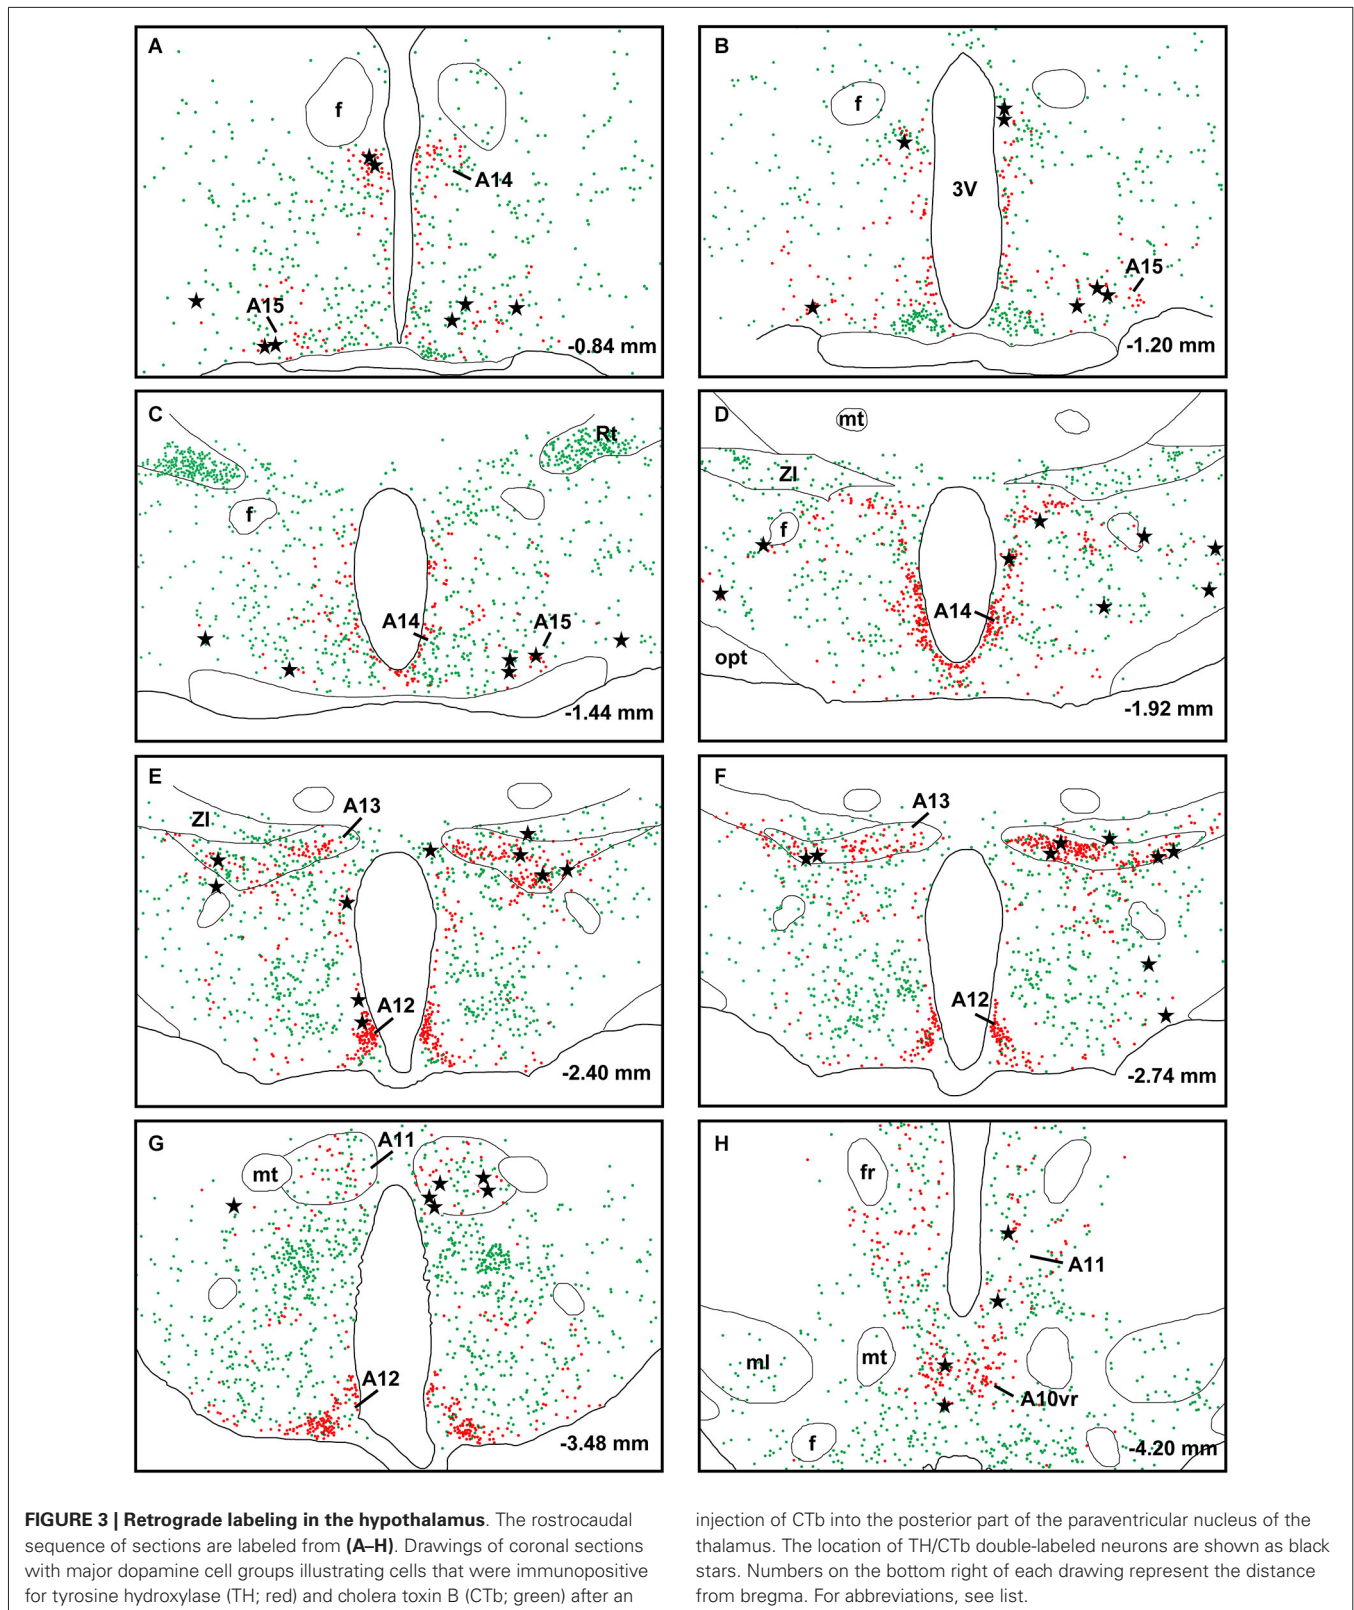 A
f
A14
A15
-0.84 mm
B
f
3V
A15
-1.20 mm
C
Rt
f
A14
A15
-1.44 mm
D
mt
ZI
f
A14
opt
-1.92 mm
E
ZI
A13
A12
-2.40 mm
F
A13
A12
-2.74 mm
G
A11
mt
A12
-3.48 mm
H
fr
A11
ml
mt
A10vr
f
-4.20 mm
FIGURE 3 | Retrograde labeling in the hypothalamus. The rostrocaudal
sequence of sections are labeled from (A–H). Drawings of coronal sections
with major dopamine cell groups illustrating cells that were immunopositive
for tyrosine hydroxylase (TH; red) and cholera toxin B (CTb; green) after an
injection of CTb into the posterior part of the paraventricular nucleus of the
thalamus. The location of TH/CTb double-labeled neurons are shown as black
stars. Numbers on the bottom right of each drawing represent the distance
from bregma. For abbreviations, see list.